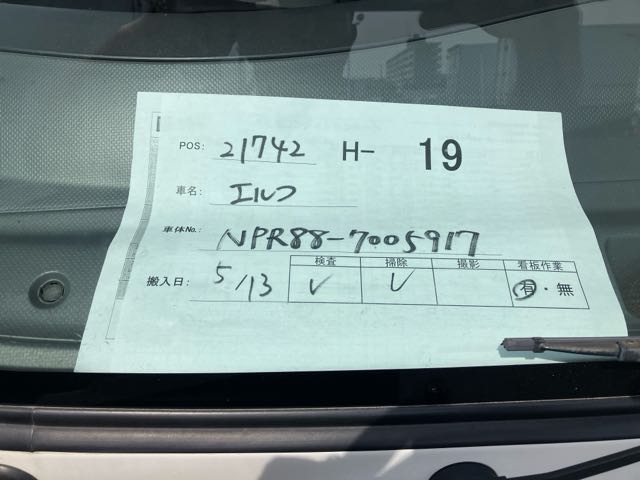 POS: 21742 H- 19
車名: エルフ
車体No. NPR88-7005917
検査 掃除 撮影 看板作業
搬入日: 5/13 ✓ ✓ 有・無